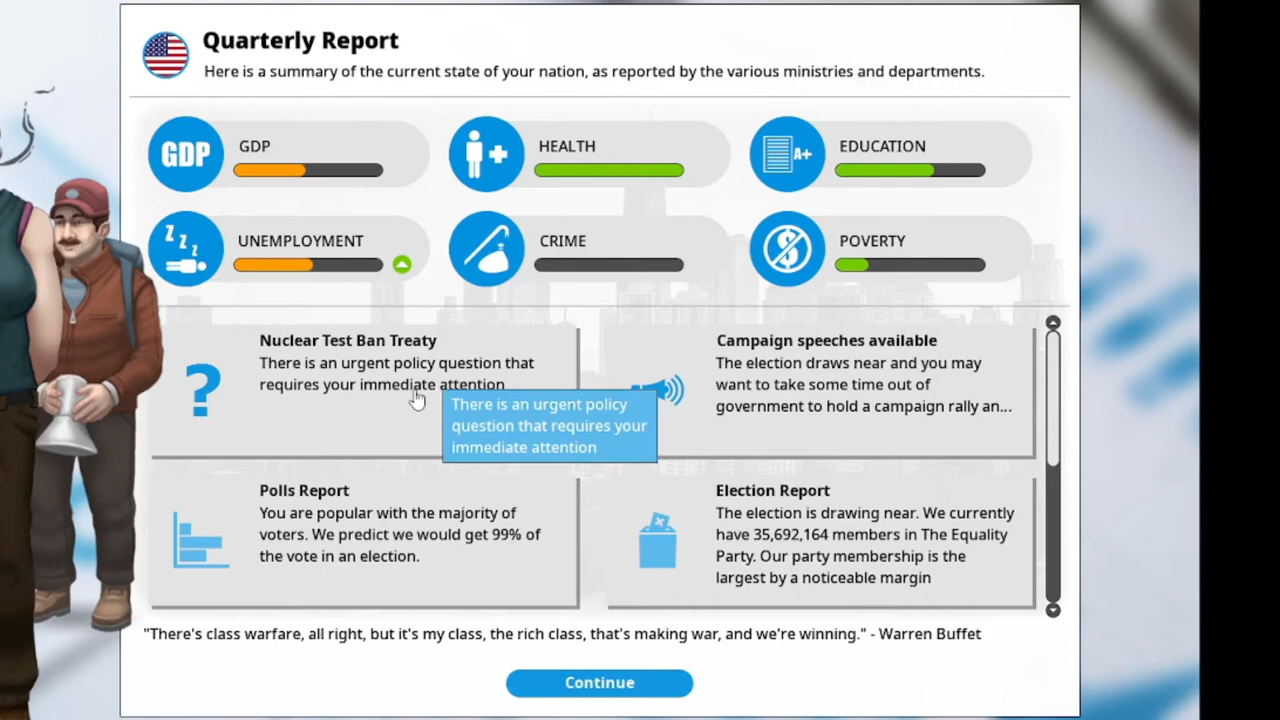 Quarterly Report
Here is a summary of the current state of your nation, as reported by the various ministries and departments.
GDP
GDP
HEALTH
A+
EDUCATION
Z Z Z
UNEMPLOYMENT
CRIME
$
POVERTY
?
Nuclear Test Ban Treaty
There is an urgent policy question that
requires your immediate attention
There is an urgent policy
question that requires your
immediate attention
Campaign speeches available
The election draws near and you may
want to take some time out of
government to hold a campaign rally an...
Polls Report
You are popular with the majority of
voters. We predict we would get 99% of
the vote in an election.
Election Report
The election is drawing near. We currently
have 35,692,164 members in The Equality
Party. Our party membership is the
largest by a noticeable margin
"There's class warfare, all right, but it's my class, the rich class, that's making war, and we're winning." - Warren Buffet
Continue